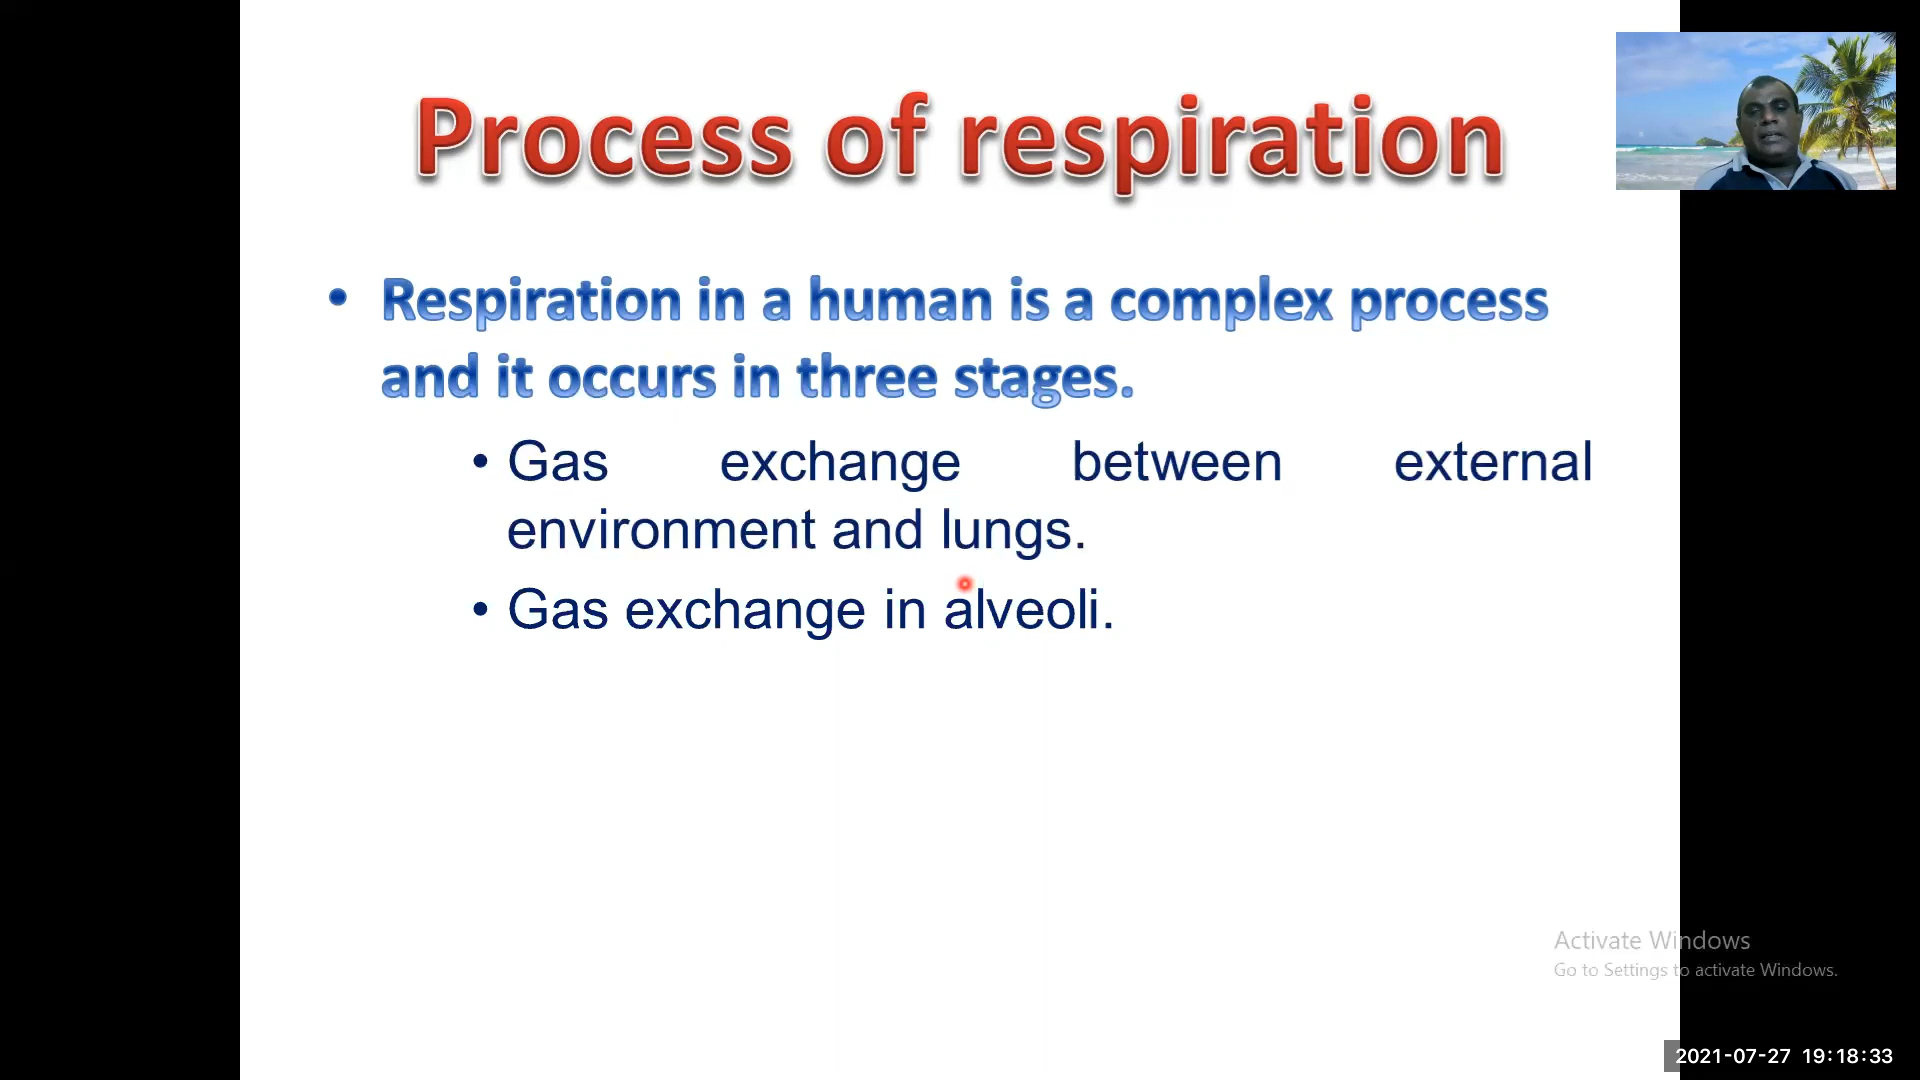 Process of respiration
• Respiration in a human is a complex process
and it occurs in three stages.
• Gas exchange between external
environment and lungs.
• Gas exchange in alveoli.
Activate Windows
Go to Settings to activate Windows.
2021-07-27 19:18:33